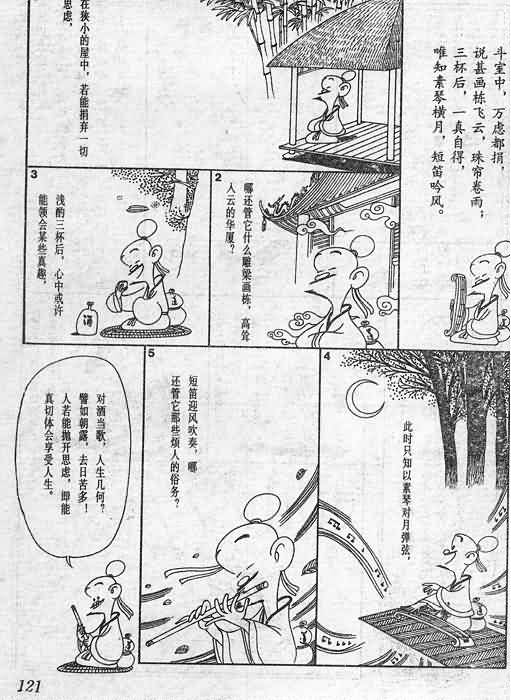 斗室中，万虑都捐，
说甚画栋飞云，珠帘卷雨；
三杯后，一真自得，
唯知素琴横月，短笛吟风。
在狭小的屋中，若能捐弃一切
思虑，
2
哪还管它什么雕梁画栋，高耸
入云的华厦？
3
浅酌三杯后，心中或许
能领会某些真趣，
酒
4
此时只知以素琴对月弹弦，
5
短笛迎风吹奏，哪
还管它那些烦人的俗务？
对酒当歌，人生几何？
譬如朝露，去日苦多！
人若能抛开思虑，即能
真切体会享受人生。
121